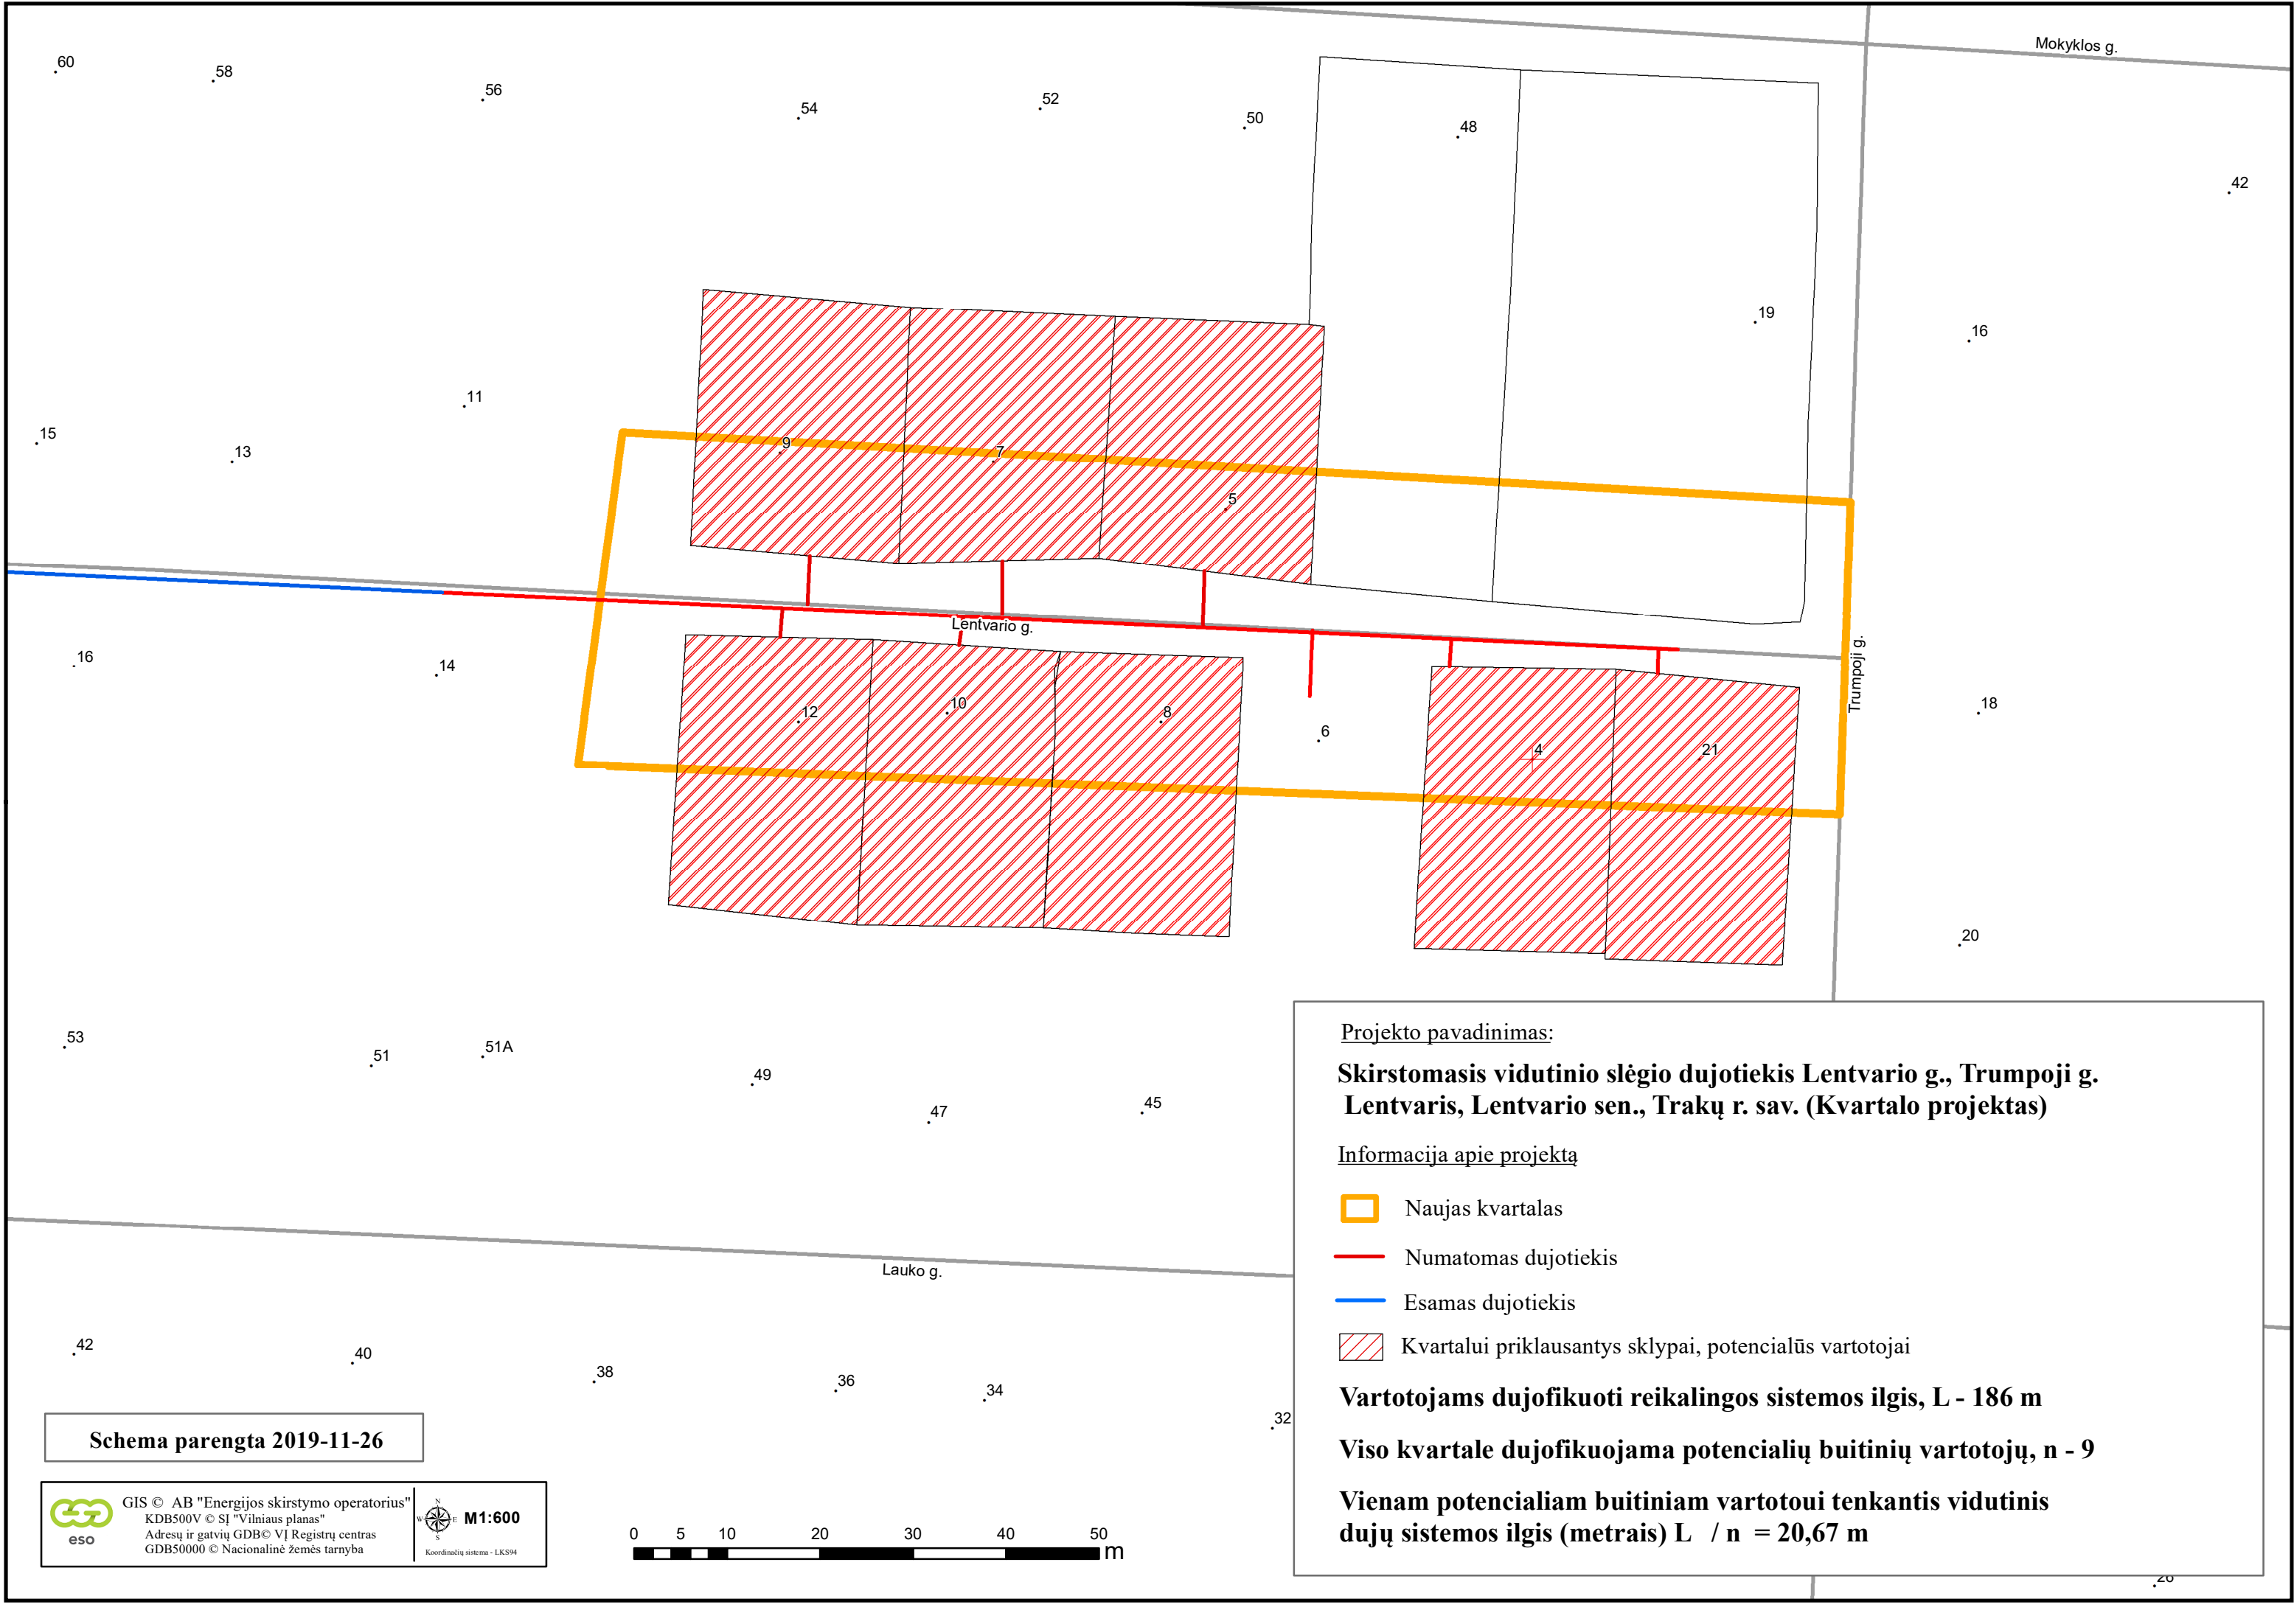 Mokyklos g.
60
58
56
54
52
50
48
42
19
16
11
15
13
9
7
5
Lentvario g.
Trumpoji g.
16
14
12
10
8
6
4
21
18
20
53
51
51A
49
47
45
Lauko g.
42
40
38
36
34
32
Projekto pavadinimas:
Skirstomasis vidutinio slėgio dujotiekis Lentvario g., Trumpoji g.
Lentvaris, Lentvario sen., Trakų r. sav. (Kvartalo projektas)
Informacija apie projektą
Naujas kvartalas
Numatomas dujotiekis
Esamas dujotiekis
Kvartalui priklausantys sklypai, potencialūs vartotojai
Vartotojams dujofikuoti reikalingos sistemos ilgis, L - 186 m
Viso kvartale dujofikuojama potencialių buitinių vartotojų, n - 9
Vienam potencialiam buitiniam vartotoui tenkantis vidutinis
dujų sistemos ilgis (metrais) L / n = 20,67 m
Schema parengta 2019-11-26
eso
GIS © AB "Energijos skirstymo operatorius"
KDB500V © SĮ "Vilniaus planas"
Adresų ir gatvių GDB© VĮ Registrų centras
GDB50000 © Nacionalinė žemės tarnyba
N
W E
S
M1:600
Koordinačių sistema - LKS94
0 5 10 20 30 40 50
m